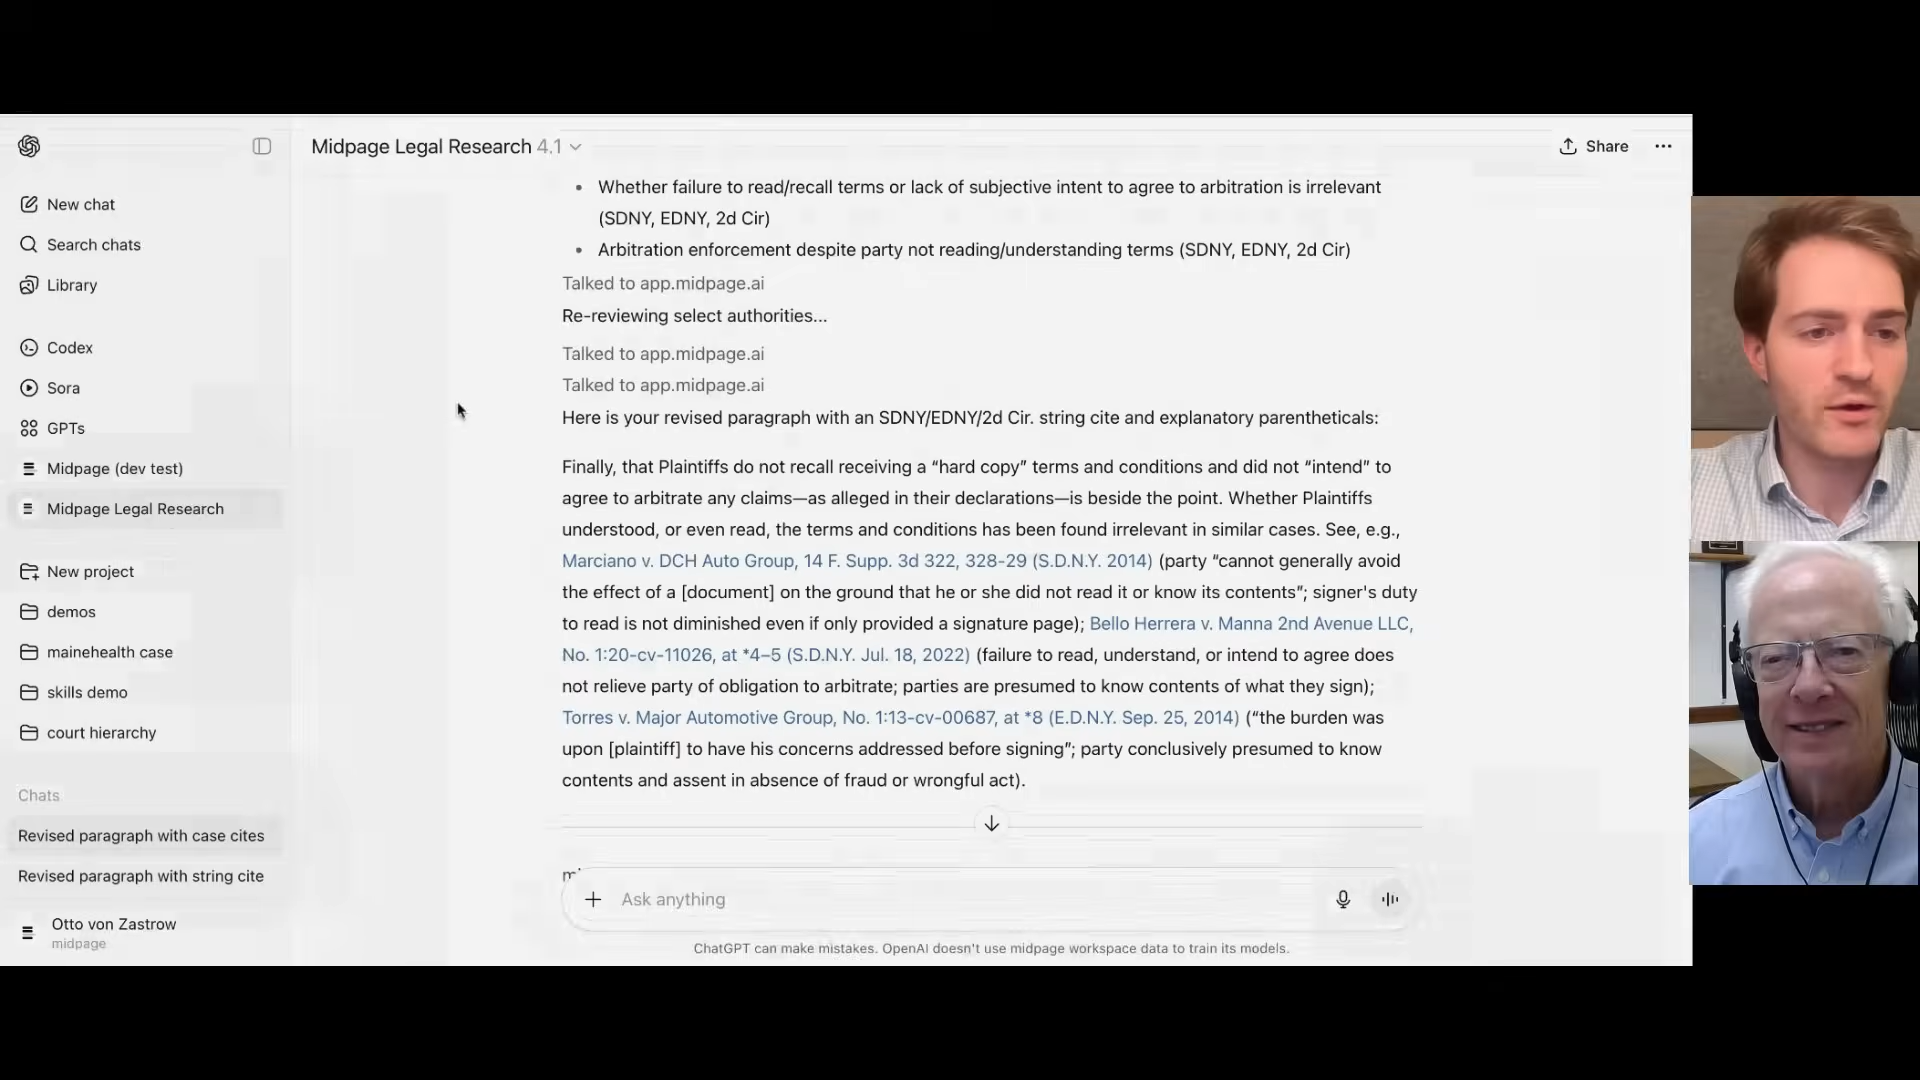 Midpage Legal Research 4.1
Share
New chat
Search chats
Library
Codex
Sora
GPTs
Midpage (dev test)
Midpage Legal Research
New project
demos
mainehealth case
skills demo
court hierarchy
Chats
Revised paragraph with case cites
Revised paragraph with string cite
Otto von Zastrow
midpage
• Whether failure to read/recall terms or lack of subjective intent to agree to arbitration is irrelevant
(SDNY, EDNY, 2d Cir)
• Arbitration enforcement despite party not reading/understanding terms (SDNY, EDNY, 2d Cir)
Talked to app.midpage.ai
Re-reviewing select authorities...
Talked to app.midpage.ai
Talked to app.midpage.ai
Here is your revised paragraph with an SDNY/EDNY/2d Cir. string cite and explanatory parentheticals:
Finally, that Plaintiffs do not recall receiving a “hard copy” terms and conditions and did not “intend” to
agree to arbitrate any claims—as alleged in their declarations—is beside the point. Whether Plaintiffs
understood, or even read, the terms and conditions has been found irrelevant in similar cases. See, e.g.,
Marciano v. DCH Auto Group, 14 F. Supp. 3d 322, 328-29 (S.D.N.Y. 2014) (party “cannot generally avoid
the effect of a [document] on the ground that he or she did not read it or know its contents”; signer's duty
to read is not diminished even if only provided a signature page); Bello Herrera v. Manna 2nd Avenue LLC,
No. 1:20-cv-11026, at *4–5 (S.D.N.Y. Jul. 18, 2022) (failure to read, understand, or intend to agree does
not relieve party of obligation to arbitrate; parties are presumed to know contents of what they sign);
Torres v. Major Automotive Group, No. 1:13-cv-00687, at *8 (E.D.N.Y. Sep. 25, 2014) (“the burden was
upon [plaintiff] to have his concerns addressed before signing”; party conclusively presumed to know
contents and assent in absence of fraud or wrongful act).
Ask anything
ChatGPT can make mistakes. OpenAI doesn't use midpage workspace data to train its models.